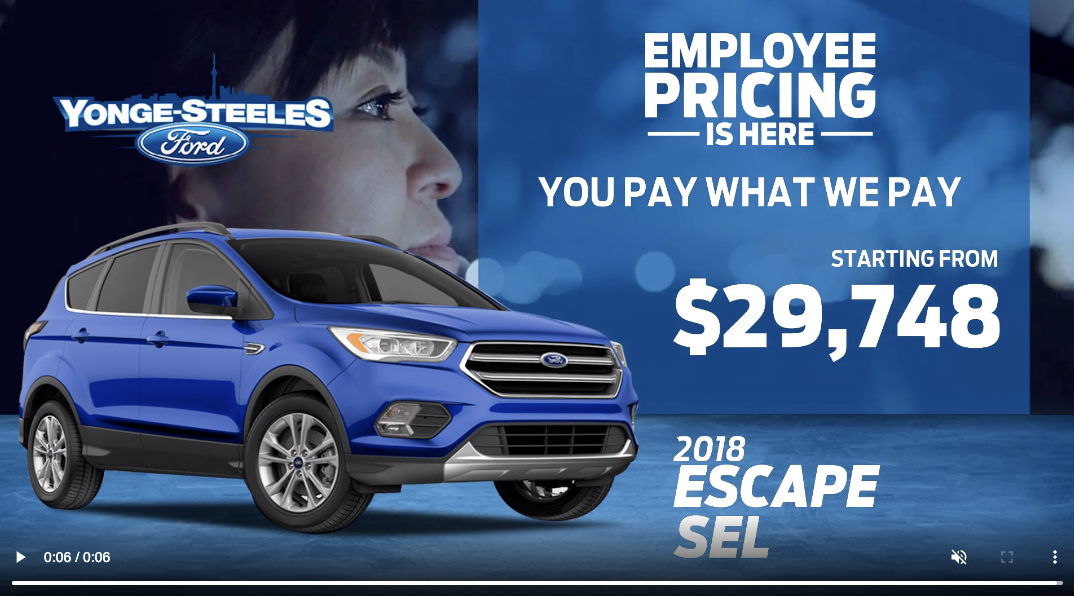 YONGE-STEELES
Ford
EMPLOYEE
PRICING
IS HERE
YOU PAY WHAT WE PAY
STARTING FROM
$29,748
2018
ESCAPE
SEL
0:06 / 0:06